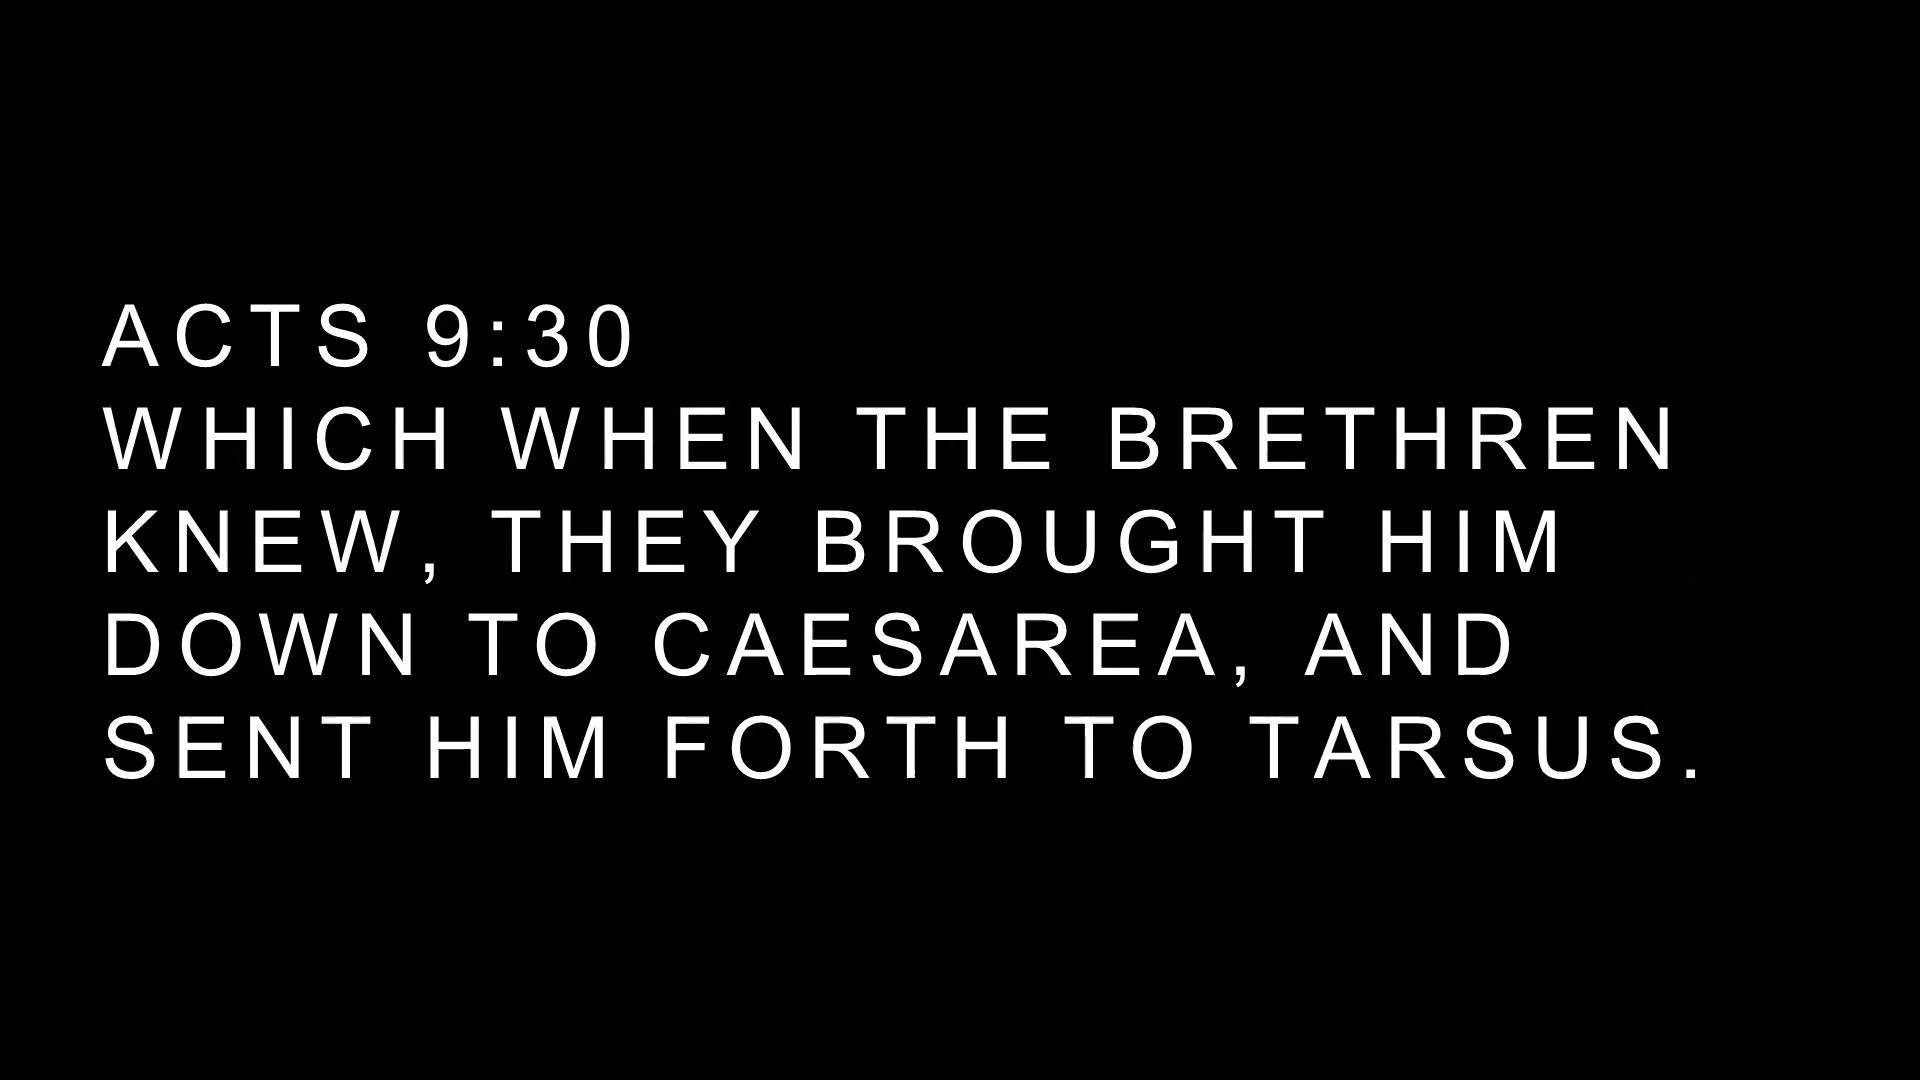 ACTS 9:30
WHICH WHEN THE BRETHREN
KNEW, THEY BROUGHT HIM
DOWN TO CAESAREA, AND
SENT HIM FORTH TO TARSUS.